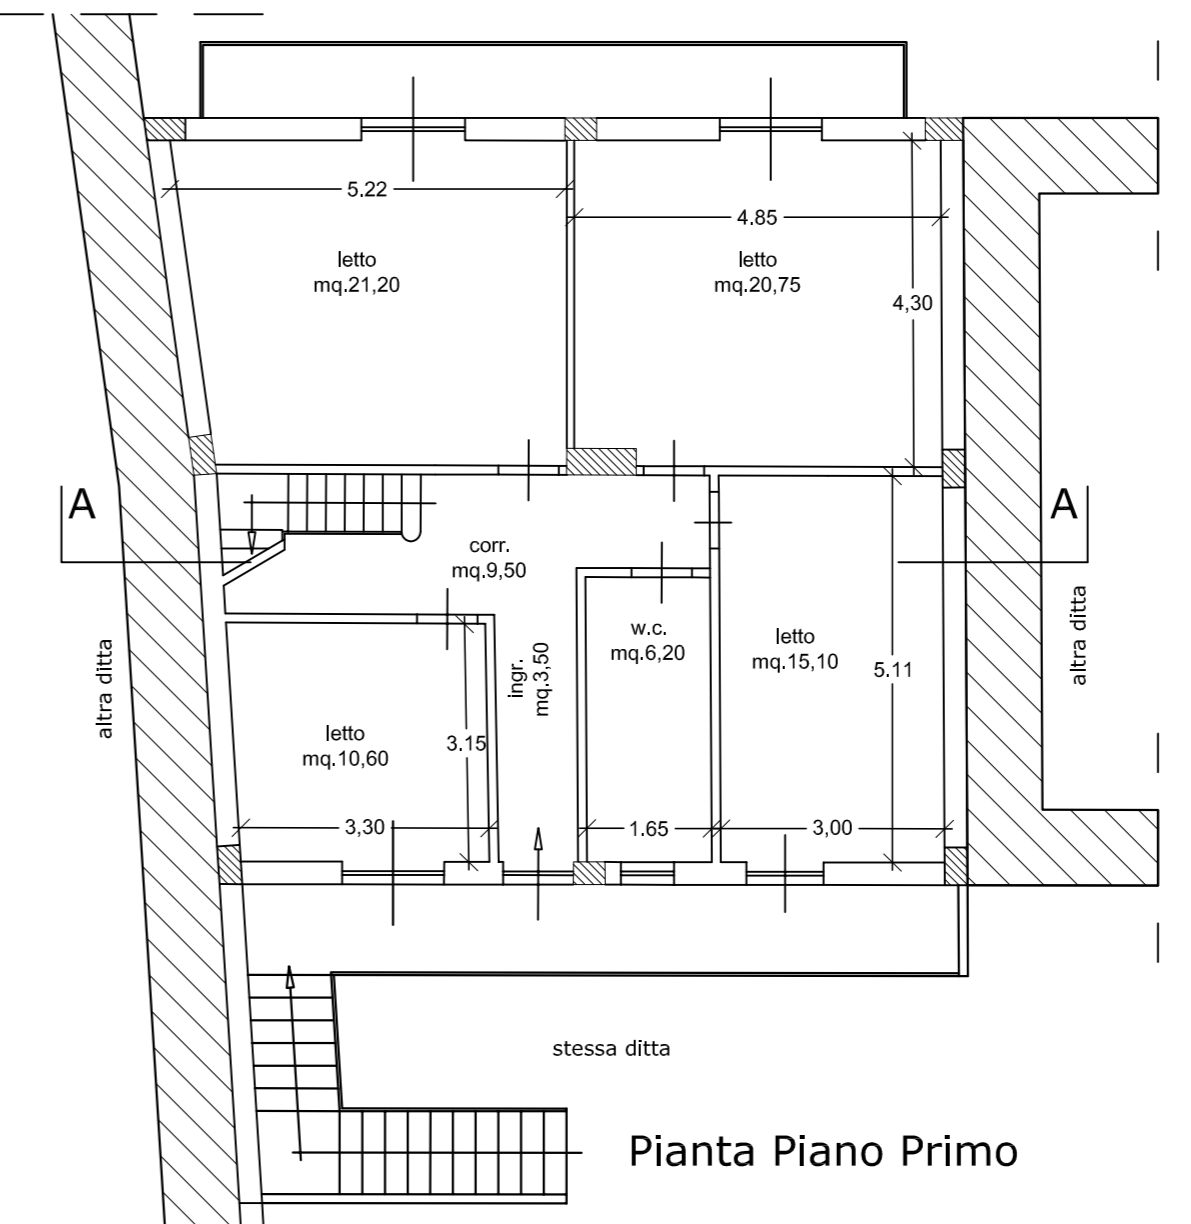 5.22
4.85
letto
mq.21,20
letto
mq.20,75
4,30
A
A
corr.
mq.9,50
altra ditta
altra ditta
w.c.
mq.6,20
letto
mq.15,10
5.11
ingr.
mq.3,50
letto
mq.10,60
3.15
3,30
1.65
3,00
stessa ditta
Pianta Piano Primo